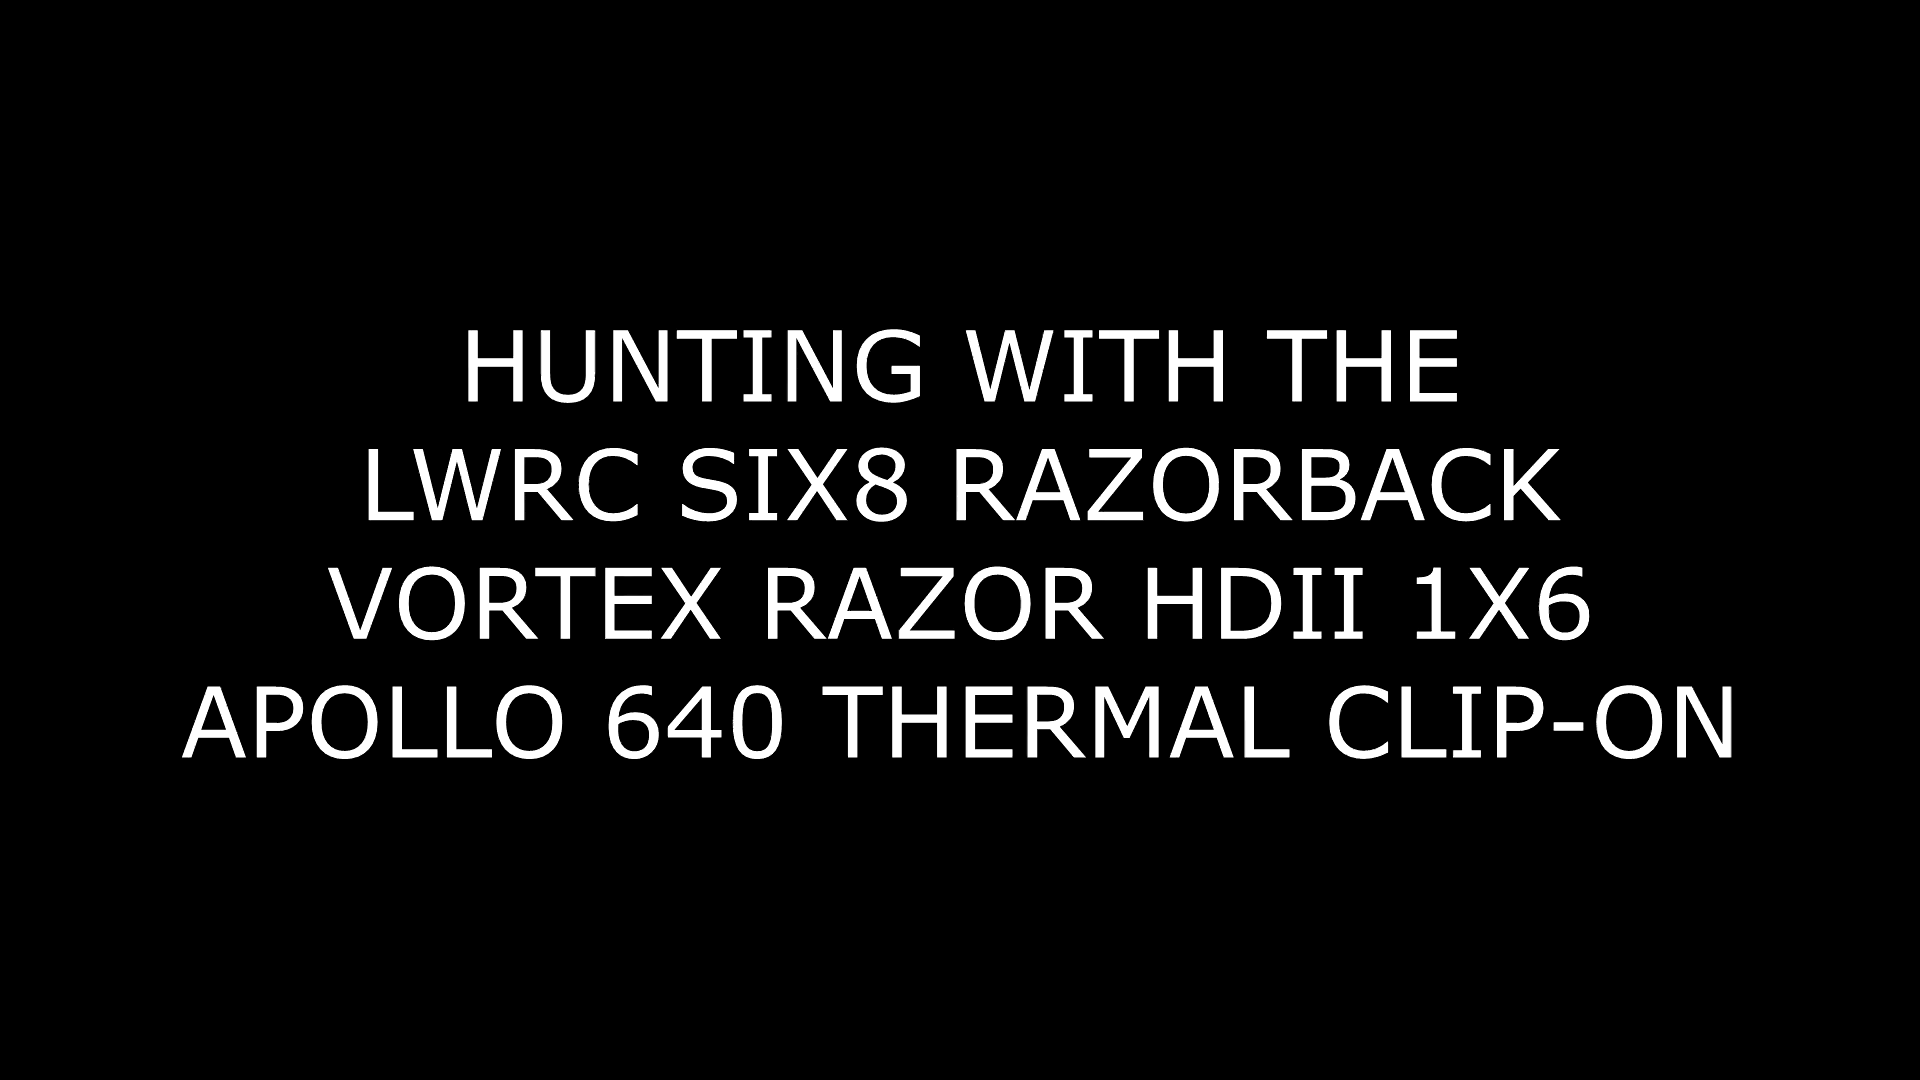 HUNTING WITH THE
LWRC SIX8 RAZORBACK
VORTEX RAZOR HDII 1X6
APOLLO 640 THERMAL CLIP-ON